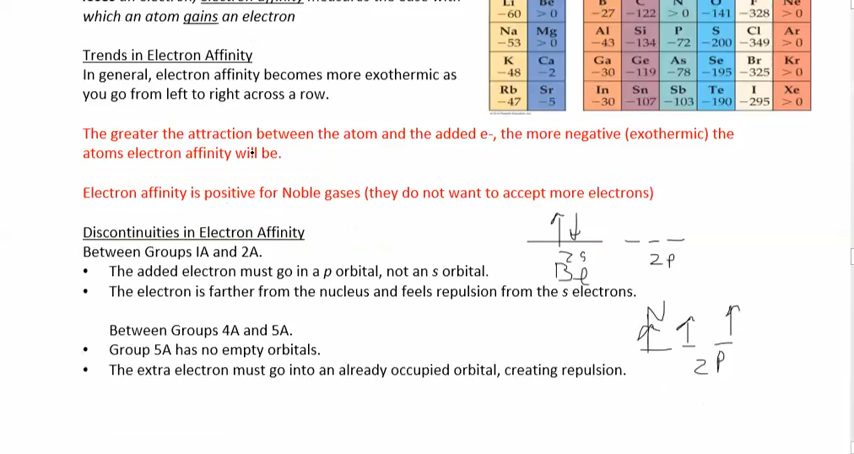 which an atom gains an electron
Trends in Electron Affinity
In general, electron affinity becomes more exothermic as
you go from left to right across a row.
Li Be B C N O F Ne
−60 > 0 −27 −122 > 0 −141 −328 > 0
Na Mg Al Si P S Cl Ar
−53 > 0 −43 −134 −72 −200 −349 > 0
K Ca Ga Ge As Se Br Kr
−48 −2 −30 −119 −78 −195 −325 > 0
Rb Sr In Sn Sb Te I Xe
−47 −5 −30 −107 −103 −190 −295 > 0
The greater the attraction between the atom and the added e-, the more negative (exothermic) the
atoms electron affinity will be.
Electron affinity is positive for Noble gases (they do not want to accept more electrons)
Discontinuities in Electron Affinity
Between Groups IA and 2A.
• The added electron must go in a p orbital, not an s orbital.
• The electron is farther from the nucleus and feels repulsion from the s electrons.
2s 2p
Be
Between Groups 4A and 5A.
• Group 5A has no empty orbitals.
• The extra electron must go into an already occupied orbital, creating repulsion.
N
2p